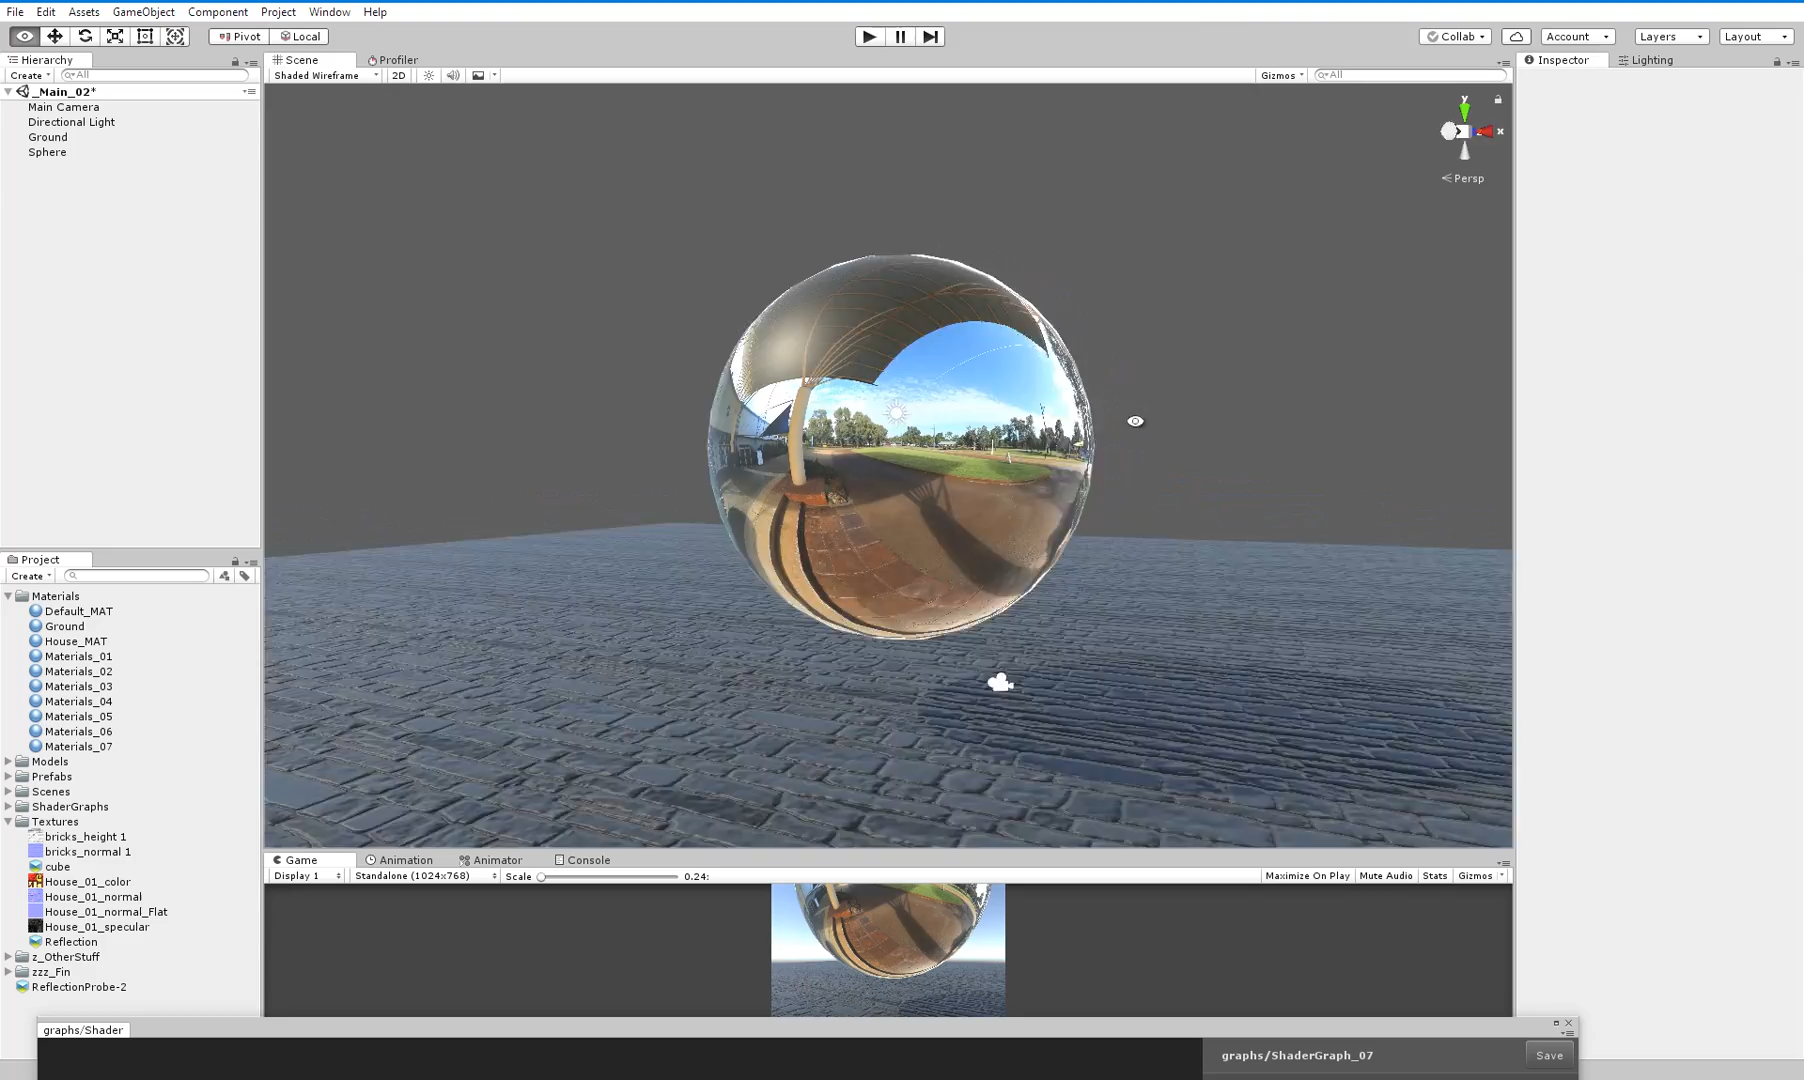 File Edit Assets GameObject Component Project Window Help
Pivot Local Collab Account Layers Layout
Hierarchy
Create All
_Main_02*
Main Camera
Directional Light
Ground
Sphere
Scene Profiler
Shaded Wireframe 2D Gizmos All
y
x
Persp
Inspector Lighting
Project
Create
Materials
Default_MAT
Ground
House_MAT
Materials_01
Materials_02
Materials_03
Materials_04
Materials_05
Materials_06
Materials_07
Models
Prefabs
Scenes
ShaderGraphs
Textures
bricks_height 1
bricks_normal 1
cube
House_01_color
House_01_normal
House_01_normal_Flat
House_01_specular
Reflection
z_OtherStuff
zzz_Fin
ReflectionProbe-2
Game Animation Animator Console
Display 1 Standalone (1024x768) Scale 0.24: Maximize On Play Mute Audio Stats Gizmos
graphs/Shader
graphs/ShaderGraph_07 Save